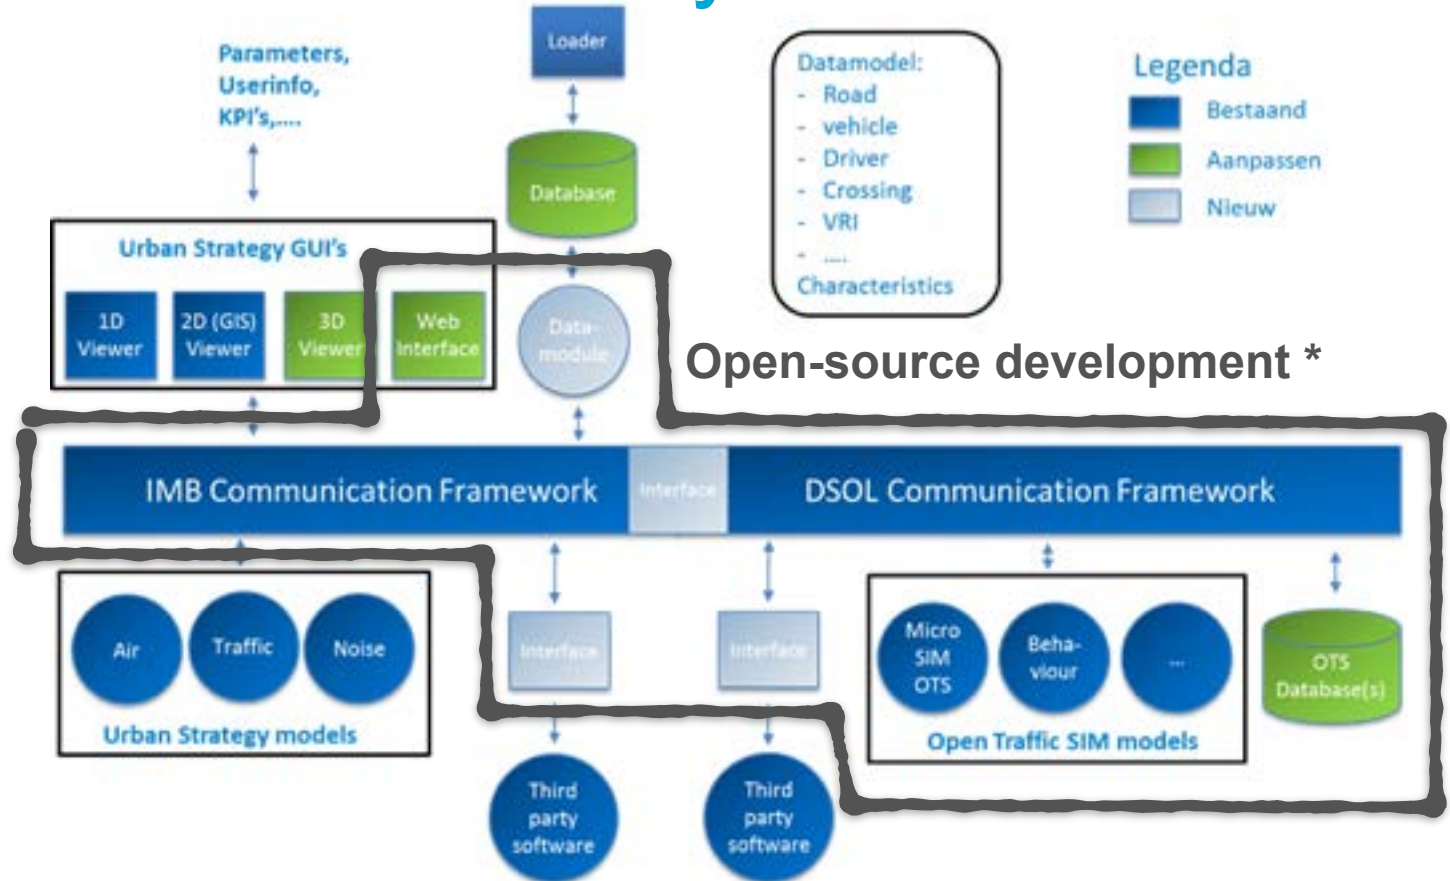 Parameters,
Userinfo,
KPI's,....
Loader
Database
Datamodel:
- Road
- vehicle
- Driver
- Crossing
- VRI
- ....
Characteristics
Legenda
Bestaand
Aanpassen
Nieuw
Urban Strategy GUI's
1D
Viewer
2D (GIS)
Viewer
3D
Viewer
Web
Interface
Data-
module
Open-source development *
IMB Communication Framework
Interface
DSOL Communication Framework
Air
Traffic
Noise
Urban Strategy models
Interface
Interface
Micro
SIM
OTS
Beha-
viour
...
Open Traffic SIM models
OTS
Database(s)
Third
party
software
Third
party
software